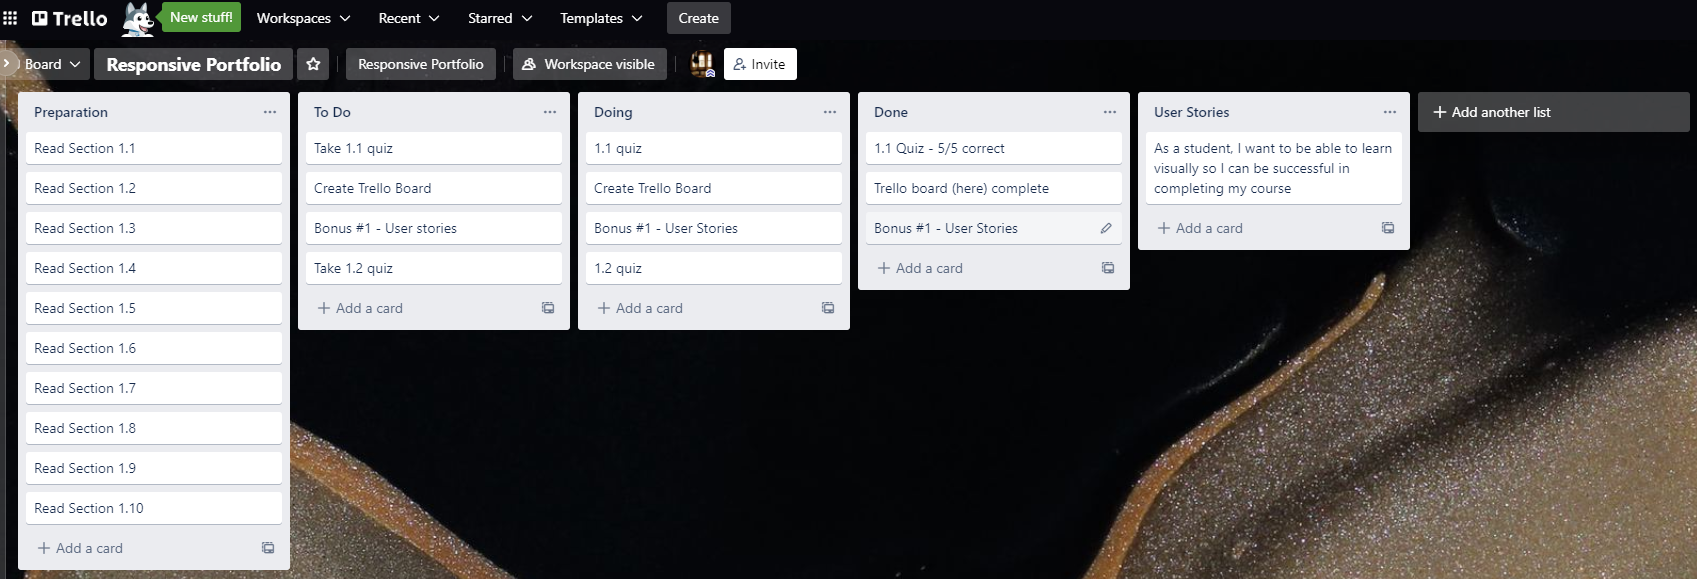 Trello
New stuff!
Workspaces
Recent
Starred
Templates
Create
Board
Responsive Portfolio
Responsive Portfolio
Workspace visible
Invite
Preparation
Read Section 1.1
Read Section 1.2
Read Section 1.3
Read Section 1.4
Read Section 1.5
Read Section 1.6
Read Section 1.7
Read Section 1.8
Read Section 1.9
Read Section 1.10
+ Add a card
To Do
Take 1.1 quiz
Create Trello Board
Bonus #1 - User stories
Take 1.2 quiz
+ Add a card
Doing
1.1 quiz
Create Trello Board
Bonus #1 - User Stories
1.2 quiz
+ Add a card
Done
1.1 Quiz - 5/5 correct
Trello board (here) complete
Bonus #1 - User Stories
+ Add a card
User Stories
As a student, I want to be able to learn
visually so I can be successful in
completing my course
+ Add a card
+ Add another list